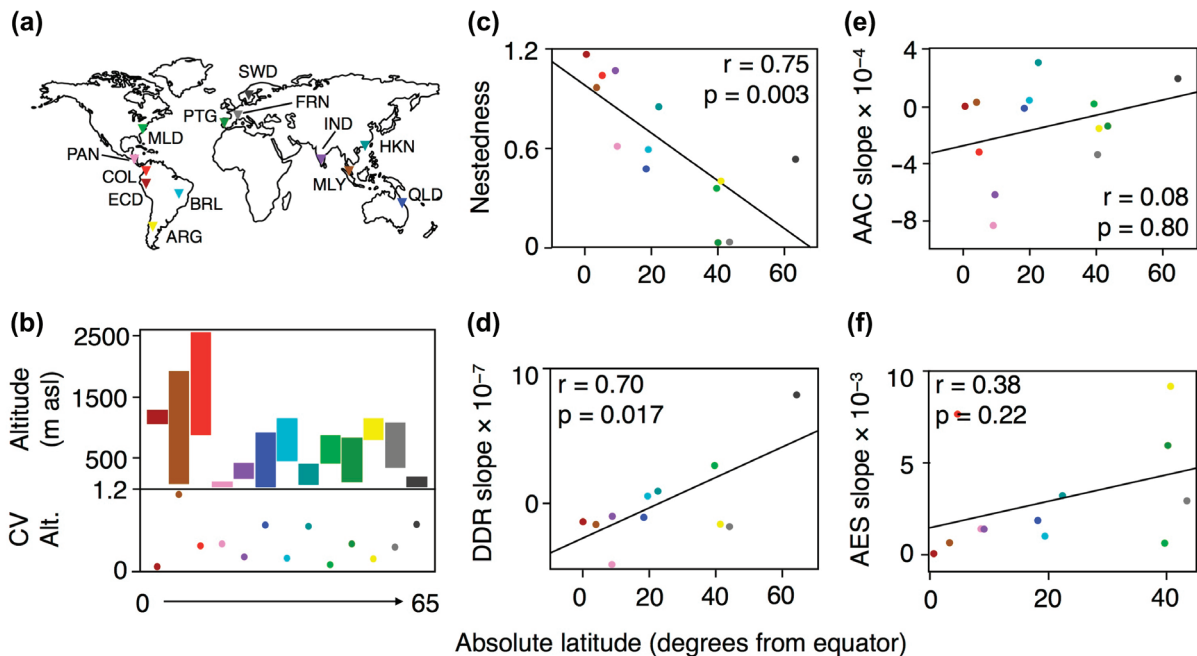 (a)
SWD
FRN
PTG
IND
MLD
HKN
PAN
COL
MLY
QLD
ECD
BRL
ARG
(b)
2500
1500
500
Altitude
(m asl)
1.2
CV
Alt.
0
0
65
(c)
1.2
0.6
0
Nestedness
r = 0.75
p = 0.003
0
20
40
60
(d)
10
0
DDR slope × 10⁻⁷
r = 0.70
p = 0.017
0
20
40
60
(e)
4
0
−4
−8
AAC slope × 10⁻⁴
r = 0.08
p = 0.80
0
20
40
60
(f)
10
5
0
AES slope × 10⁻³
r = 0.38
p = 0.22
0
20
40
Absolute latitude (degrees from equator)